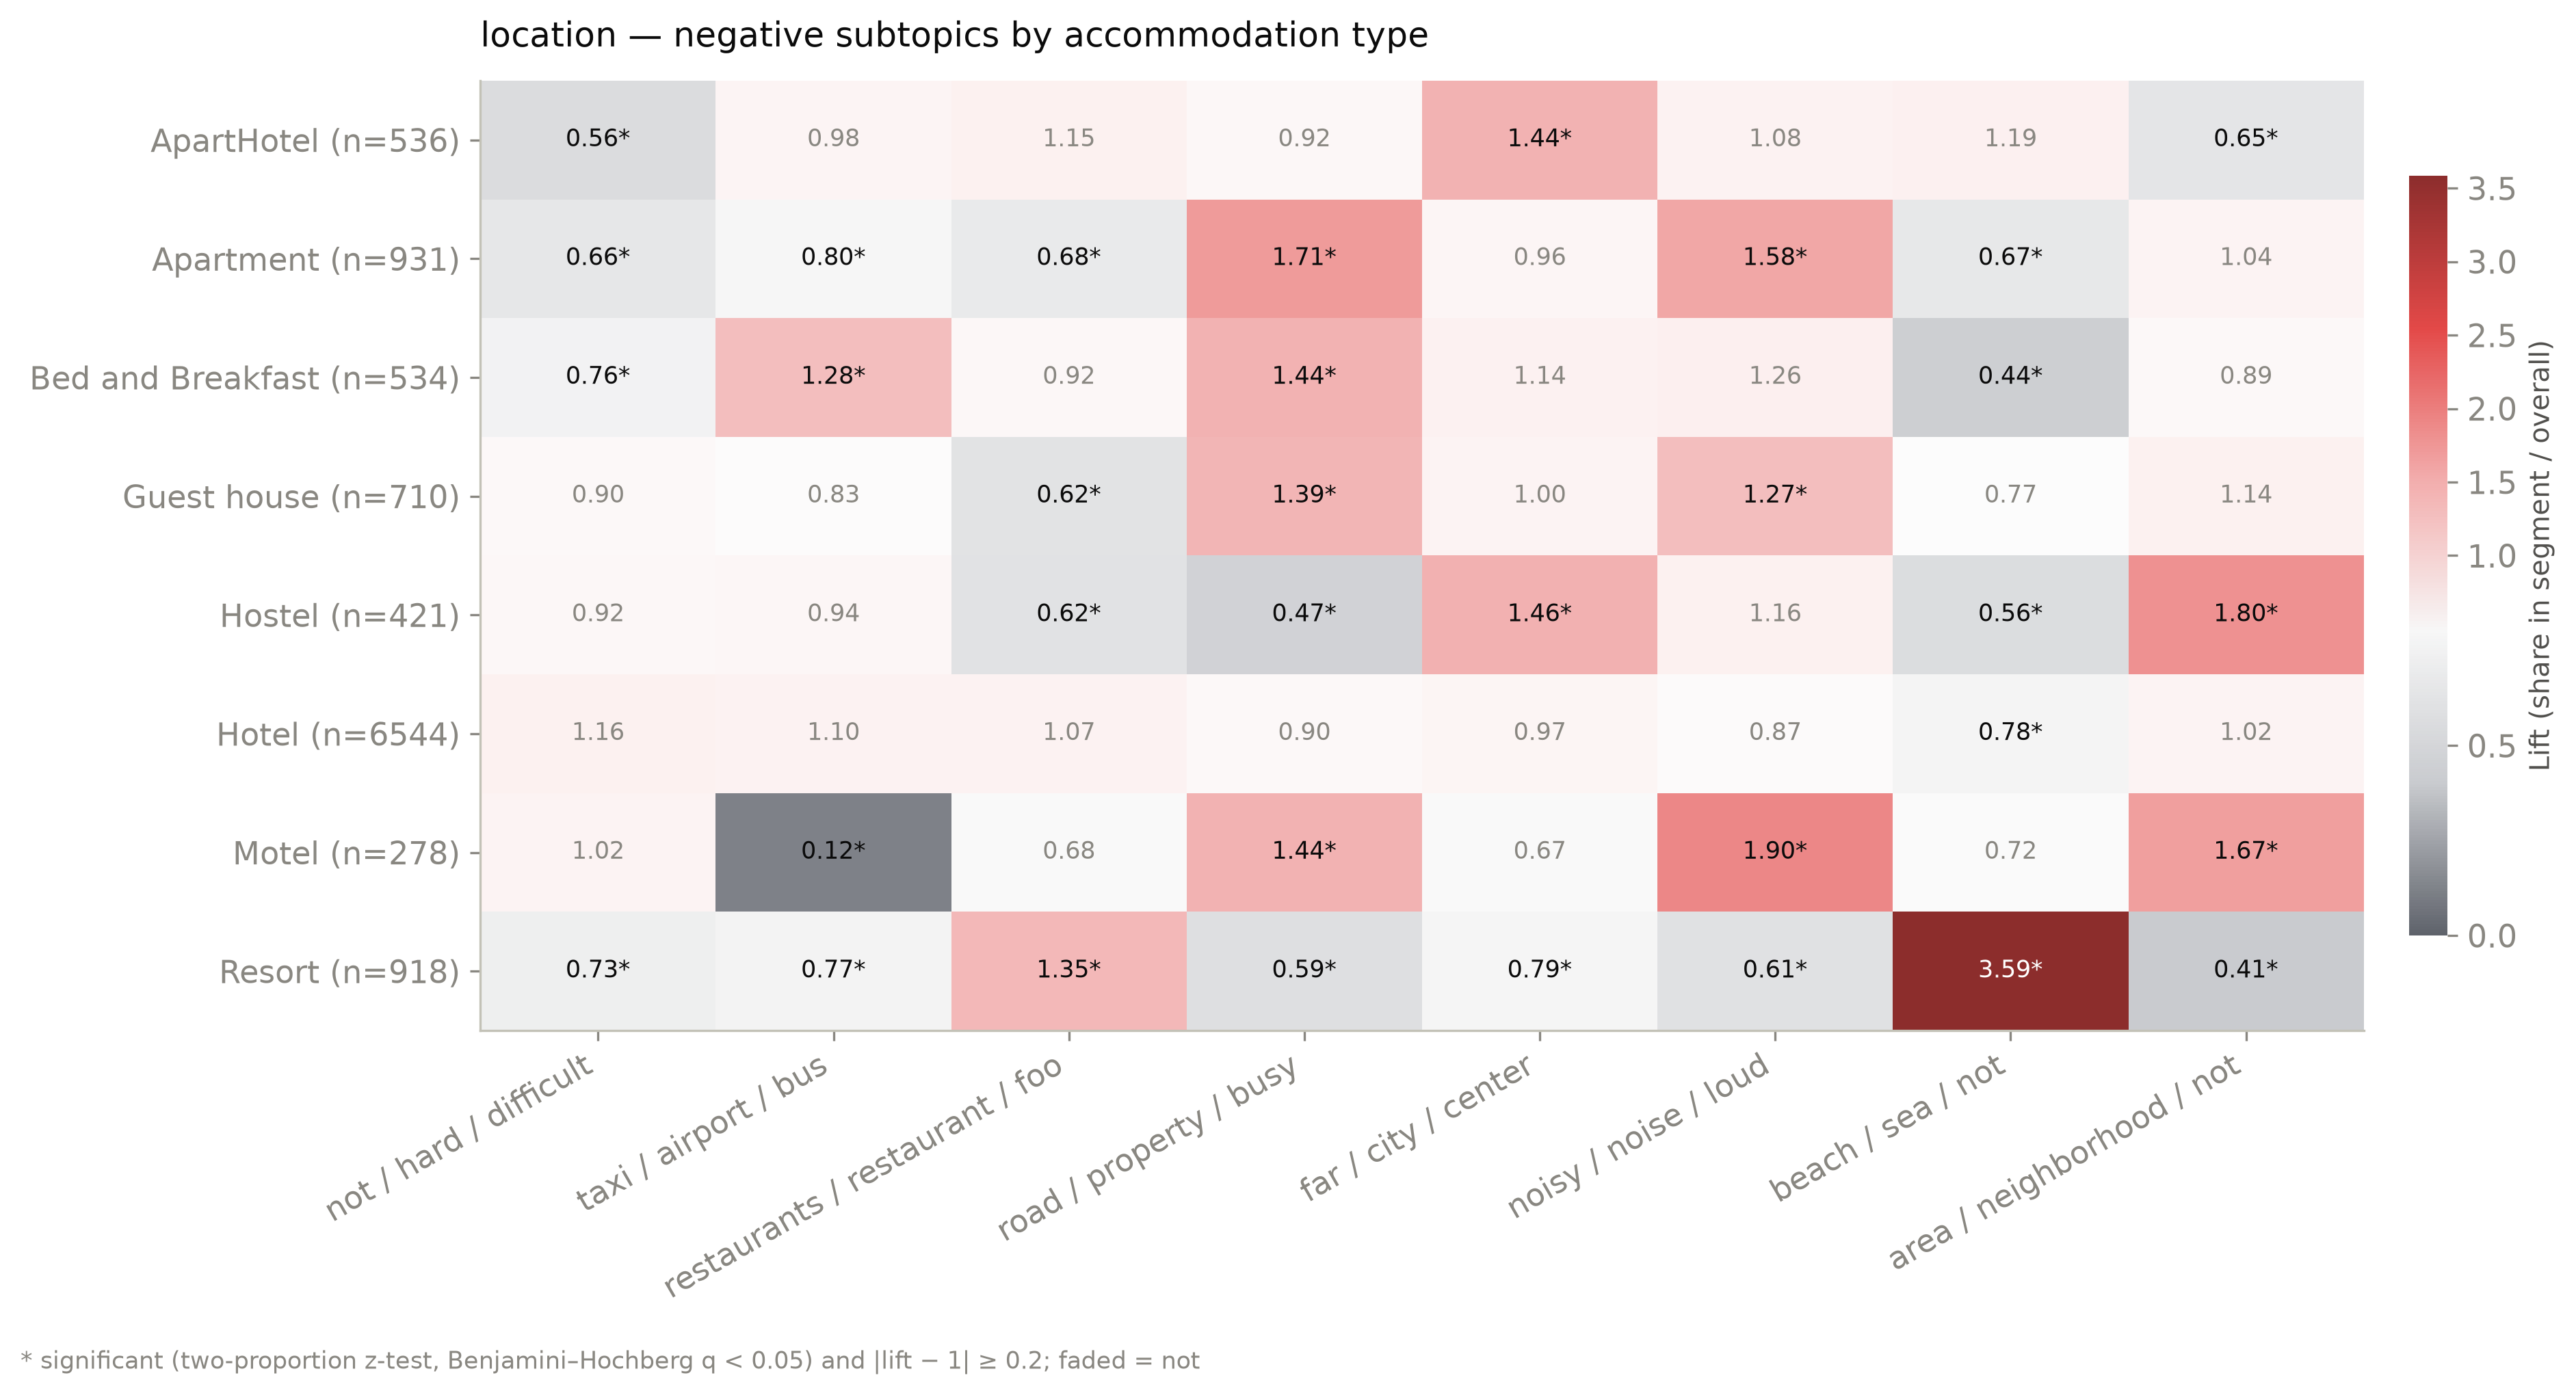 location — negative subtopics by accommodation type
ApartHotel (n=536) 0.56* 0.98 1.15 0.92 1.44* 1.08 1.19 0.65*
Apartment (n=931) 0.66* 0.80* 0.68* 1.71* 0.96 1.58* 0.67* 1.04
Bed and Breakfast (n=534) 0.76* 1.28* 0.92 1.44* 1.14 1.26 0.44* 0.89
Guest house (n=710) 0.90 0.83 0.62* 1.39* 1.00 1.27* 0.77 1.14
Hostel (n=421) 0.92 0.94 0.62* 0.47* 1.46* 1.16 0.56* 1.80*
Hotel (n=6544) 1.16 1.10 1.07 0.90 0.97 0.87 0.78* 1.02
Motel (n=278) 1.02 0.12* 0.68 1.44* 0.67 1.90* 0.72 1.67*
Resort (n=918) 0.73* 0.77* 1.35* 0.59* 0.79* 0.61* 3.59* 0.41*
not / hard / difficult
taxi / airport / bus
restaurants / restaurant / foo
road / property / busy
far / city / center
noisy / noise / loud
beach / sea / not
area / neighborhood / not
3.5
3.0
2.5
2.0
1.5
1.0
0.5
0.0
Lift (share in segment / overall)
* significant (two-proportion z-test, Benjamini–Hochberg q < 0.05) and |lift − 1| ≥ 0.2; faded = not